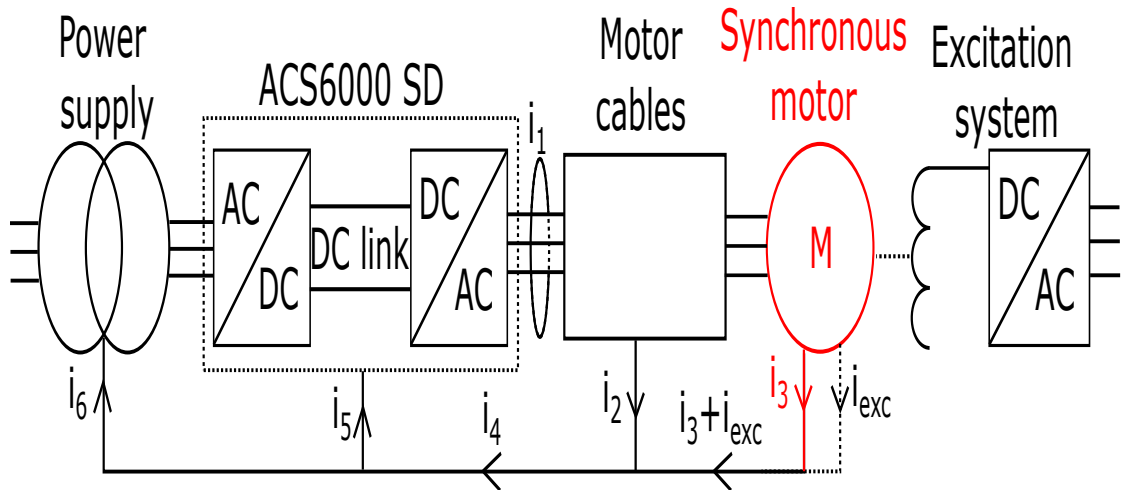 Power
supply
ACS6000 SD
Motor
cables
Synchronous
motor
Excitation
system
i₁
AC
DC
DC link
DC
AC
M
DC
AC
i₆
i₅
i₄
i₂
i₃+iₑₓc
i₃
iₑₓc